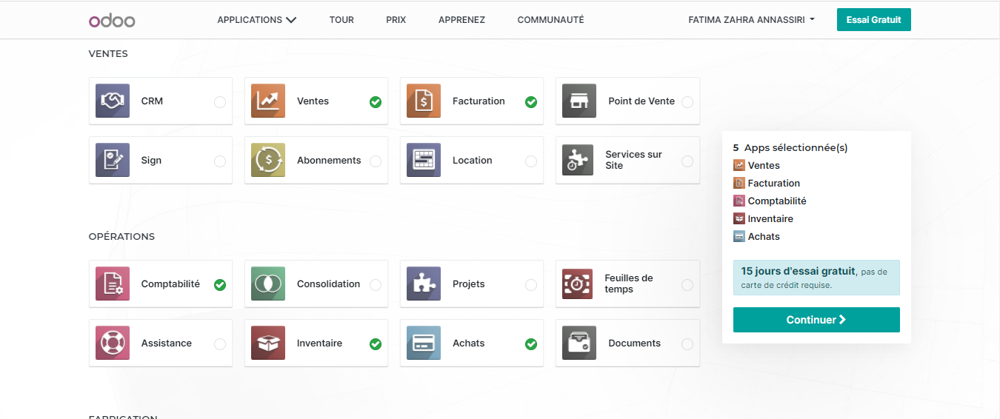 odoo
APPLICATIONS
TOUR
PRIX
APPRENEZ
COMMUNAUTÉ
FATIMA ZAHRA ANNASSIRI
Essai Gratuit
VENTES
CRM
Ventes
Facturation
Point de Vente
Sign
Abonnements
Location
Services sur
Site
OPÉRATIONS
Comptabilité
Consolidation
Projets
Feuilles de
temps
Assistance
Inventaire
Achats
Documents
FABRICATION
5 Apps sélectionnée(s)
Ventes
Facturation
Comptabilité
Inventaire
Achats
15 jours d'essai gratuit, pas de
carte de crédit requise.
Continuer